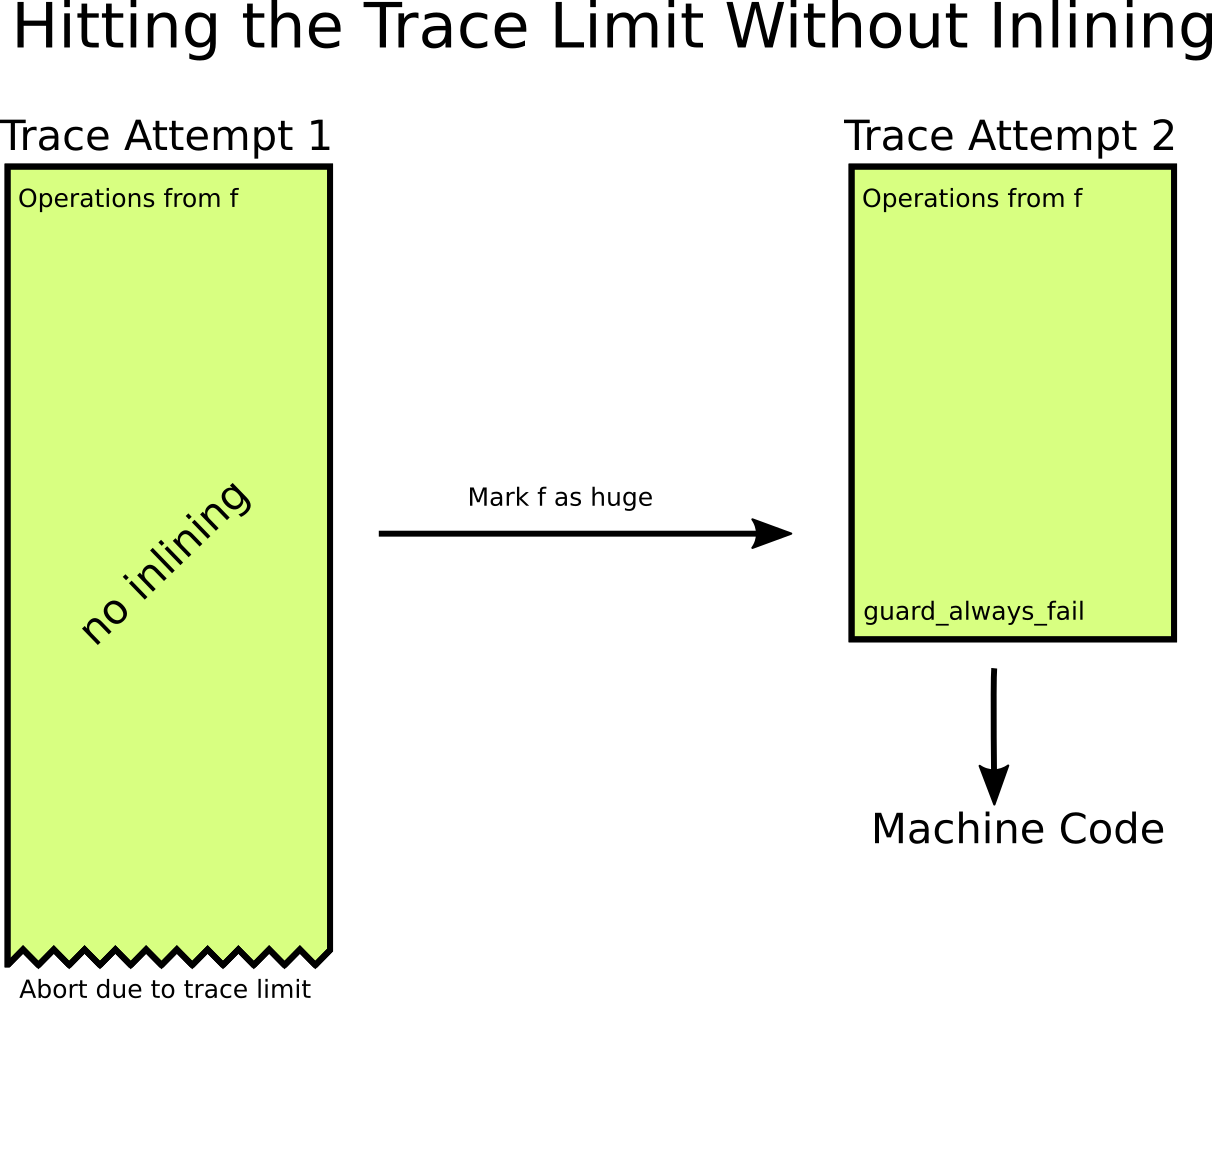 Hitting the Trace Limit Without Inlining
Trace Attempt 1
Operations from f
no inlining
Abort due to trace limit
Mark f as huge
Trace Attempt 2
Operations from f
guard_always_fail
Machine Code